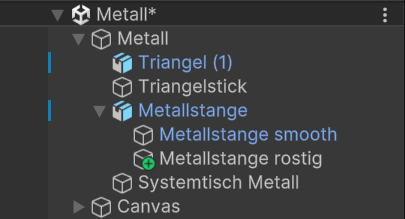 Metall*
Metall
Triangel (1)
Triangelstick
Metallstange
Metallstange smooth
Metallstange rostig
Systemtisch Metall
Canvas